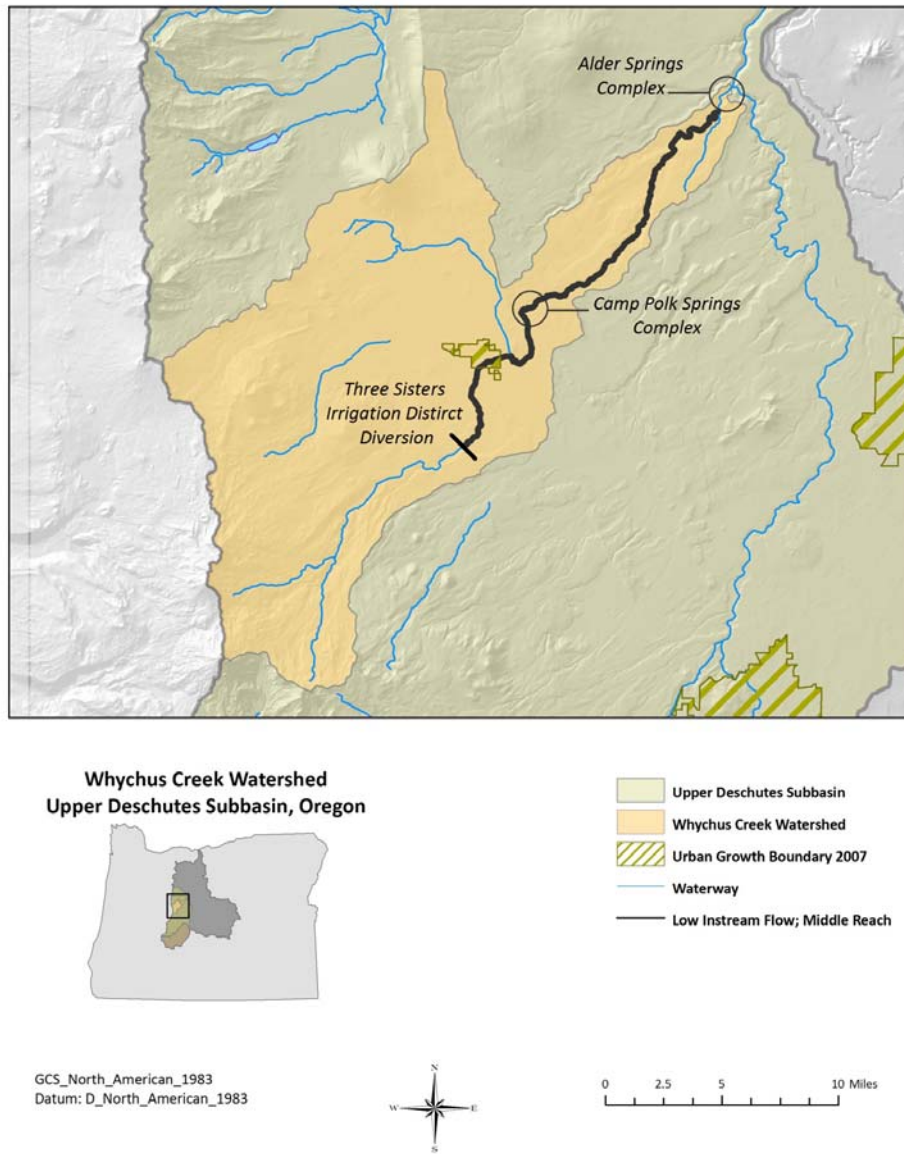 Alder Springs
Complex
Camp Polk Springs
Complex
Three Sisters
Irrigation Distirct
Diversion
Whychus Creek Watershed
Upper Deschutes Subbasin, Oregon
Upper Deschutes Subbasin
Whychus Creek Watershed
Urban Growth Boundary 2007
Waterway
Low Instream Flow; Middle Reach
GCS_North_American_1983
Datum: D_North_American_1983
N
W E
S
0 2.5 5 10 Miles